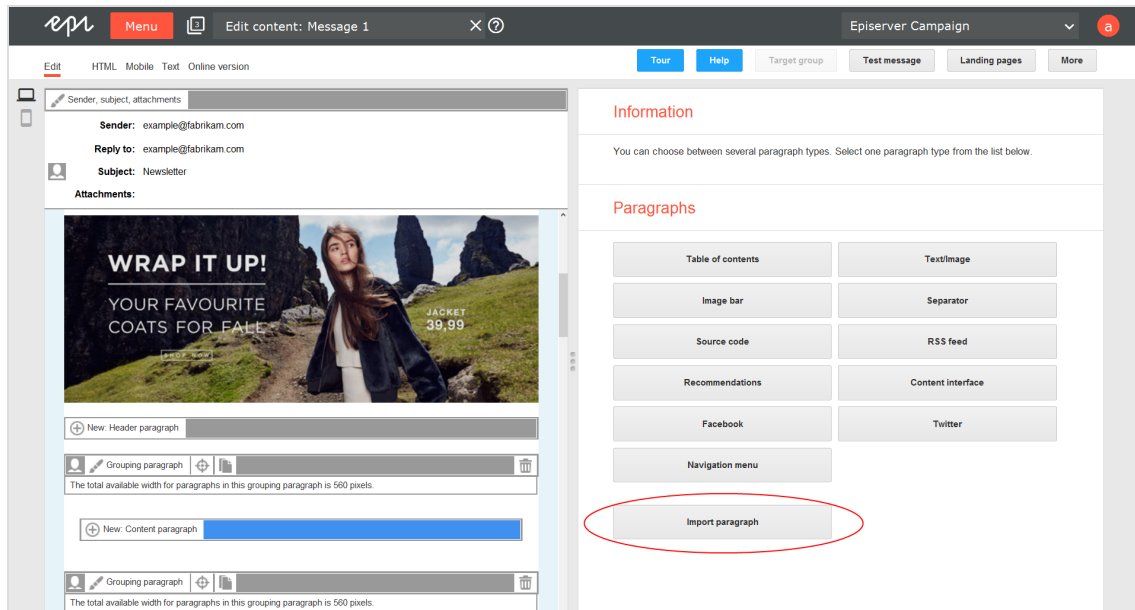 epi
Menu
3
Edit content: Message 1
Episerver Campaign
a
Edit
HTML
Mobile
Text
Online version
Tour
Help
Target group
Test message
Landing pages
More
Sender, subject, attachments
Sender: example@fabrikam.com
Reply to: example@fabrikam.com
Subject: Newsletter
Attachments:
WRAP IT UP!
YOUR FAVOURITE
COATS FOR FALL
SHOP NOW
JACKET
39,99
New: Header paragraph
Grouping paragraph
The total available width for paragraphs in this grouping paragraph is 560 pixels.
New: Content paragraph
Grouping paragraph
The total available width for paragraphs in this grouping paragraph is 560 pixels.
Information
You can choose between several paragraph types. Select one paragraph type from the list below.
Paragraphs
Table of contents
Text/Image
Image bar
Separator
Source code
RSS feed
Recommendations
Content interface
Facebook
Twitter
Navigation menu
Import paragraph